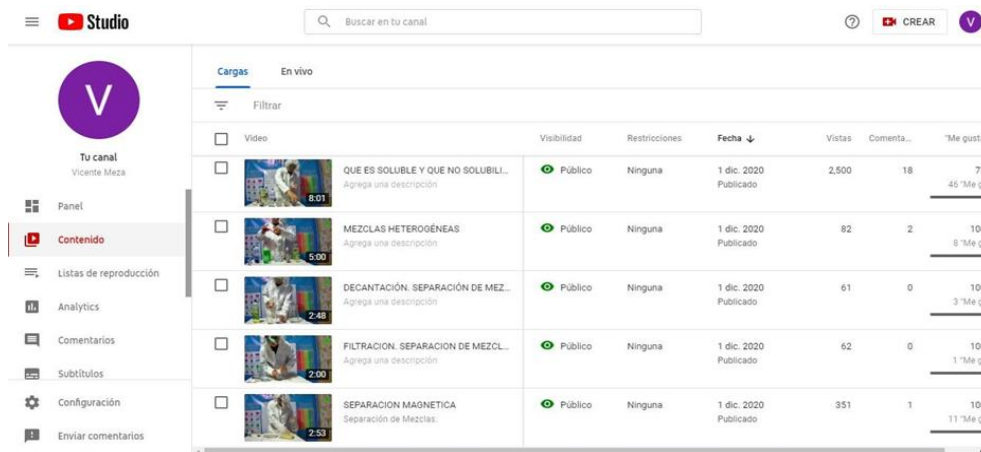 Studio
Buscar en tu canal
CREAR
V
V
Tu canal
Vicente Meza
Panel
Contenido
Listas de reproducción
Analytics
Comentarios
Subtítulos
Configuración
Enviar comentarios
Cargas En vivo
Filtrar
Video Visibilidad Restricciones Fecha Vistas Comenta... "Me gust
8:01 QUE ES SOLUBLE Y QUE NO SOLUBILI... Público Ninguna 1 dic. 2020 2,500 18
Agrega una descripción Publicado 46 "Me g
5:00 MEZCLAS HETEROGÉNEAS Público Ninguna 1 dic. 2020 82 2 10
Agrega una descripción Publicado 8 "Me g
2:48 DECANTACIÓN. SEPARACIÓN DE MEZ... Público Ninguna 1 dic. 2020 61 0 10
Agrega una descripción Publicado 3 "Me g
2:00 FILTRACION. SEPARACION DE MEZCL... Público Ninguna 1 dic. 2020 62 0 10
Agrega una descripción Publicado 1 "Me g
2:53 SEPARACION MAGNETICA Público Ninguna 1 dic. 2020 351 1 10
Separación de Mezclas. Publicado 11 "Me g